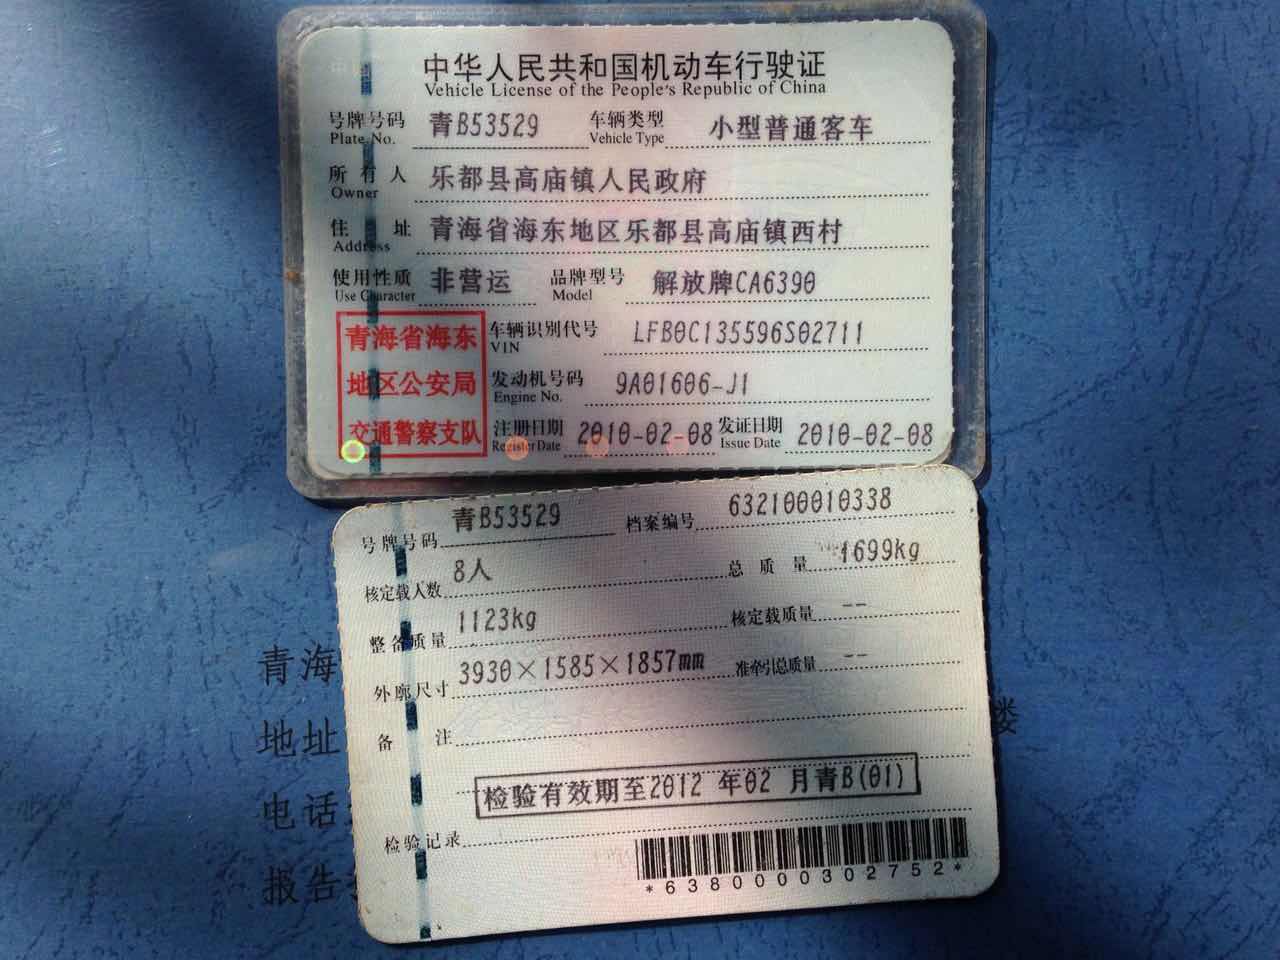 中华人民共和国机动车行驶证
Vehicle License of the People's Republic of China
号牌号码 青B53529 车辆类型 小型普通客车
Plate No. Vehicle Type
所有人 乐都县高庙镇人民政府
Owner
住址 青海省海东地区乐都县高庙镇西村
Address
使用性质 非营运 品牌型号 解放牌CA6390
Use Character Model
青海省海东
地区公安局
交通警察支队
车辆识别代号 LFB0C135596S02711
VIN
发动机号码 9A01606-J1
Engine No.
注册日期 2010-02-08 发证日期 2010-02-08
Register Date Issue Date
号牌号码 青B53529 档案编号 632100010338
核定载人数 8人 总质量 1699kg
整备质量 1123kg 核定载质量 --
外廓尺寸 3930×1585×1857mm 准牵引总质量 --
备注
检验有效期至2012 年02 月青B(01)
检验记录
*6380000302752*
青海
地址 楼
电话
报告